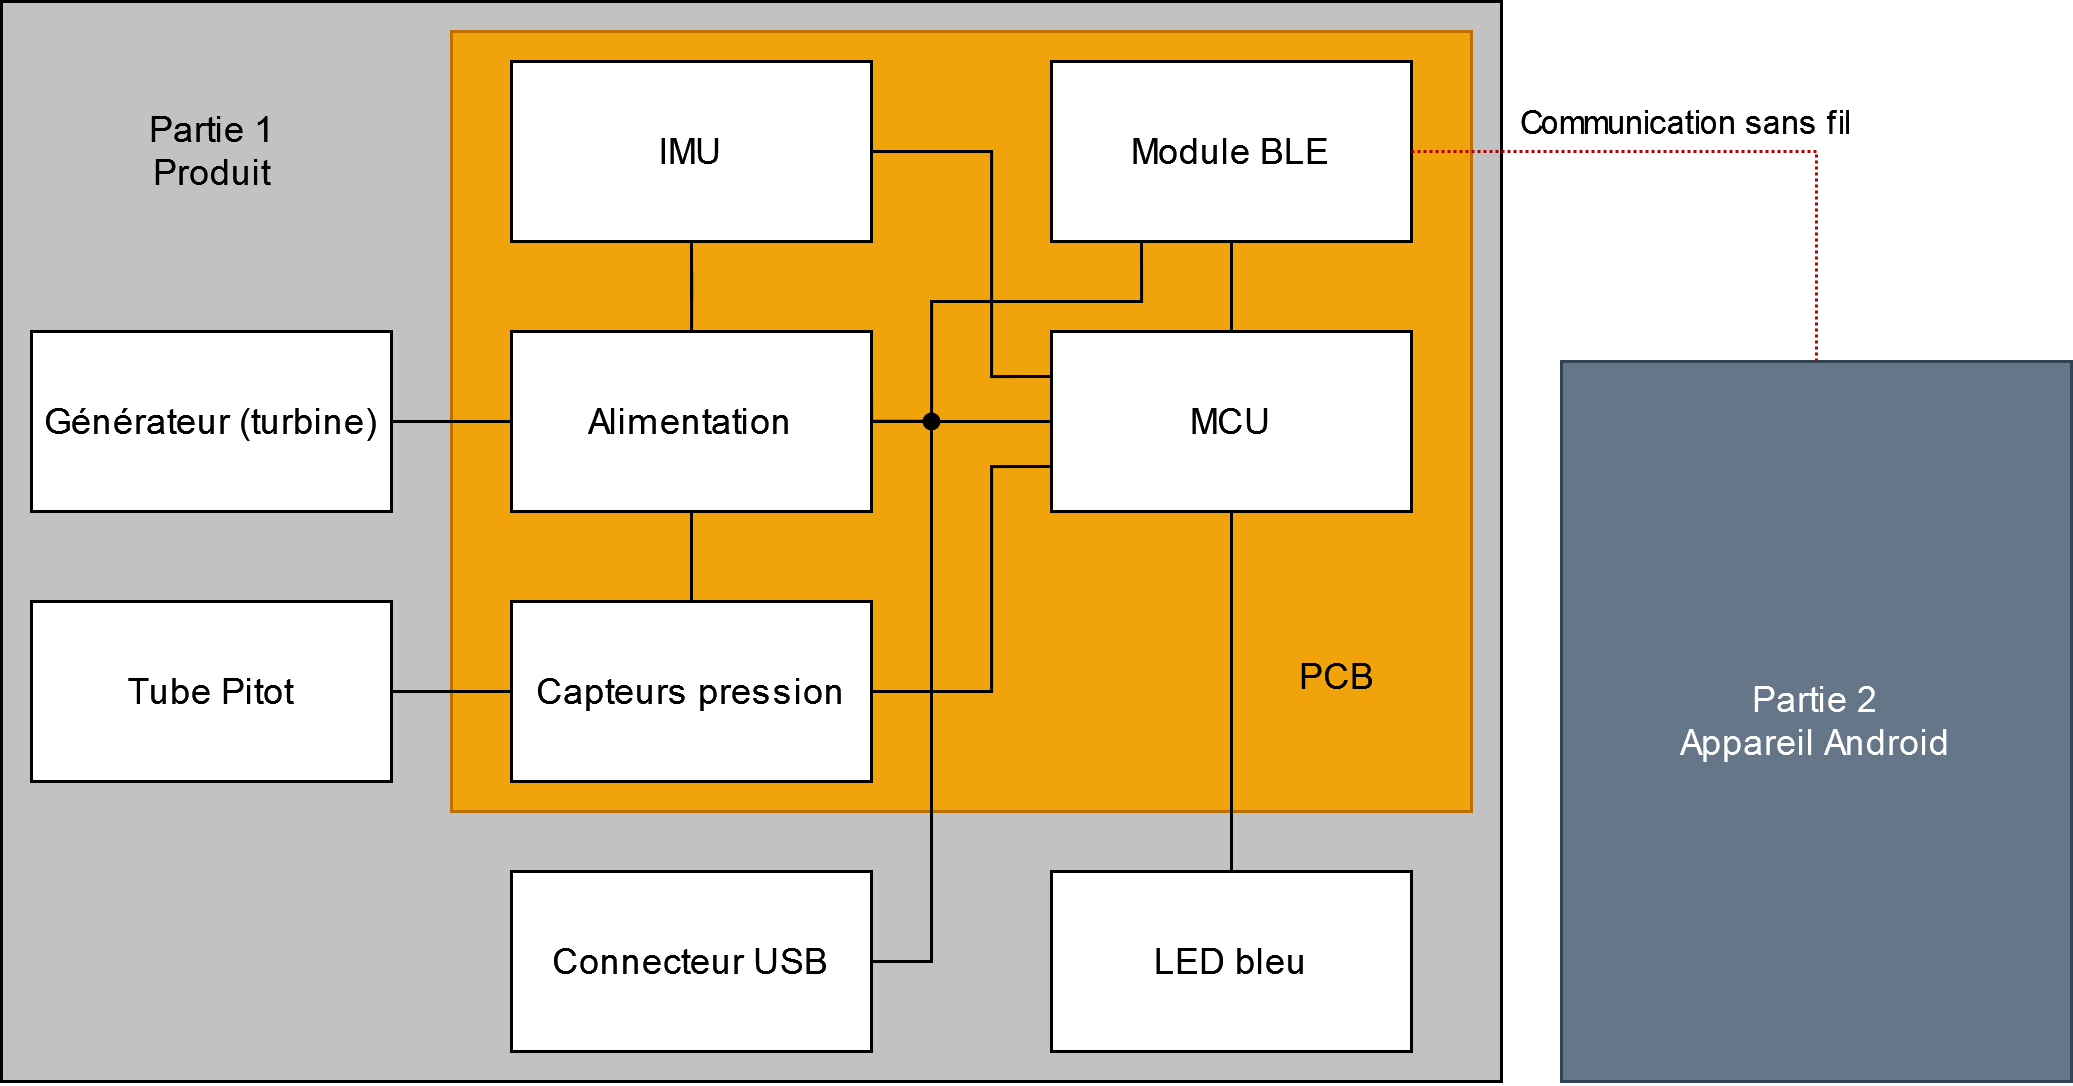 Partie 1
Produit
IMU
Module BLE
Communication sans fil
Générateur (turbine)
Alimentation
MCU
Tube Pitot
Capteurs pression
PCB
Partie 2
Appareil Android
Connecteur USB
LED bleu